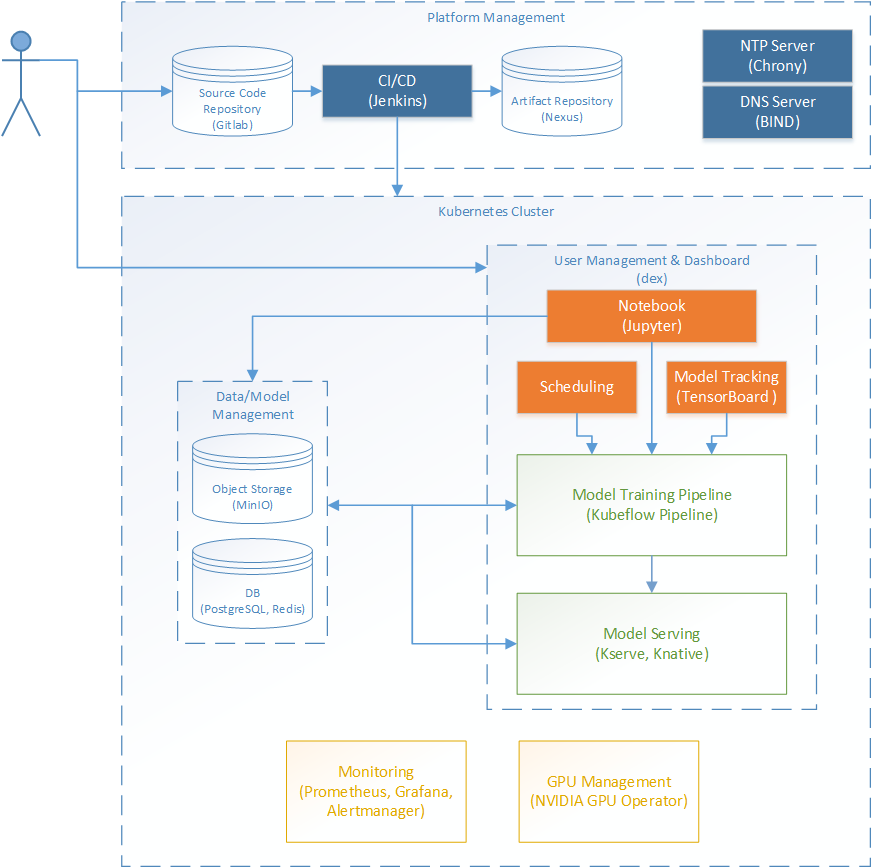 Platform Management
Source Code
Repository
(Gitlab)
CI/CD
(Jenkins)
Artifact Repository
(Nexus)
NTP Server
(Chrony)
DNS Server
(BIND)
Kubernetes Cluster
User Management & Dashboard
(dex)
Notebook
(Jupyter)
Scheduling
Model Tracking
(TensorBoard )
Data/Model
Management
Object Storage
(MinIO)
DB
(PostgreSQL, Redis)
Model Training Pipeline
(Kubeflow Pipeline)
Model Serving
(Kserve, Knative)
Monitoring
(Prometheus, Grafana,
Alertmanager)
GPU Management
(NVIDIA GPU Operator)